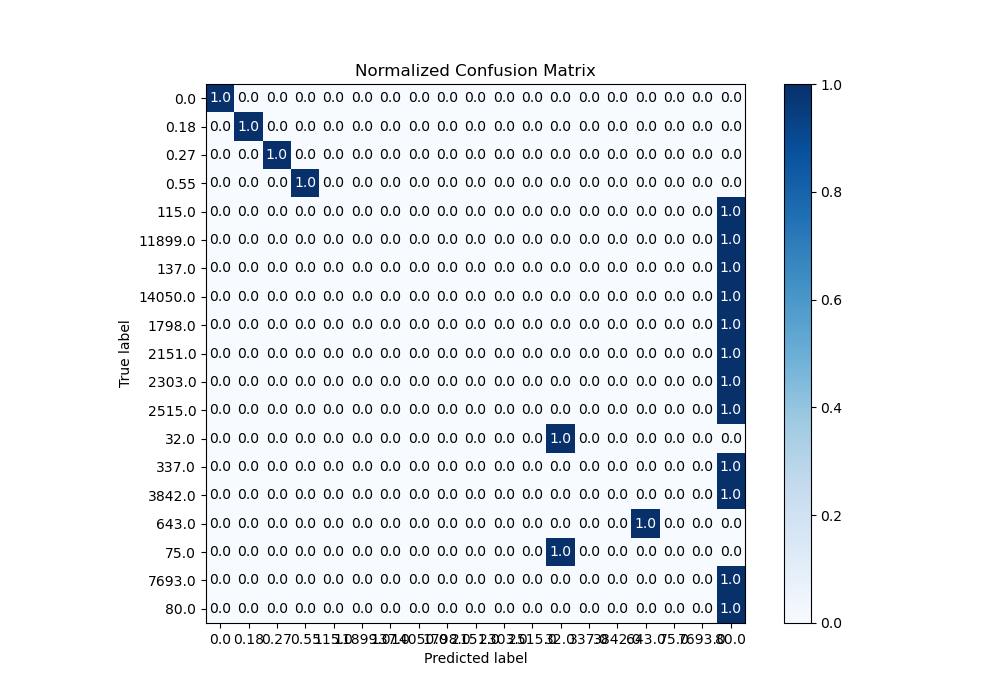 Normalized Confusion Matrix
True label
0.0 1.0 0.0 0.0 0.0 0.0 0.0 0.0 0.0 0.0 0.0 0.0 0.0 0.0 0.0 0.0 0.0 0.0 0.0 0.0
0.18 0.0 1.0 0.0 0.0 0.0 0.0 0.0 0.0 0.0 0.0 0.0 0.0 0.0 0.0 0.0 0.0 0.0 0.0 0.0
0.27 0.0 0.0 1.0 0.0 0.0 0.0 0.0 0.0 0.0 0.0 0.0 0.0 0.0 0.0 0.0 0.0 0.0 0.0 0.0
0.55 0.0 0.0 0.0 1.0 0.0 0.0 0.0 0.0 0.0 0.0 0.0 0.0 0.0 0.0 0.0 0.0 0.0 0.0 0.0
115.0 0.0 0.0 0.0 0.0 0.0 0.0 0.0 0.0 0.0 0.0 0.0 0.0 0.0 0.0 0.0 0.0 0.0 0.0 1.0
11899.0 0.0 0.0 0.0 0.0 0.0 0.0 0.0 0.0 0.0 0.0 0.0 0.0 0.0 0.0 0.0 0.0 0.0 0.0 1.0
137.0 0.0 0.0 0.0 0.0 0.0 0.0 0.0 0.0 0.0 0.0 0.0 0.0 0.0 0.0 0.0 0.0 0.0 0.0 1.0
14050.0 0.0 0.0 0.0 0.0 0.0 0.0 0.0 0.0 0.0 0.0 0.0 0.0 0.0 0.0 0.0 0.0 0.0 0.0 1.0
1798.0 0.0 0.0 0.0 0.0 0.0 0.0 0.0 0.0 0.0 0.0 0.0 0.0 0.0 0.0 0.0 0.0 0.0 0.0 1.0
2151.0 0.0 0.0 0.0 0.0 0.0 0.0 0.0 0.0 0.0 0.0 0.0 0.0 0.0 0.0 0.0 0.0 0.0 0.0 1.0
2303.0 0.0 0.0 0.0 0.0 0.0 0.0 0.0 0.0 0.0 0.0 0.0 0.0 0.0 0.0 0.0 0.0 0.0 0.0 1.0
2515.0 0.0 0.0 0.0 0.0 0.0 0.0 0.0 0.0 0.0 0.0 0.0 0.0 0.0 0.0 0.0 0.0 0.0 0.0 1.0
32.0 0.0 0.0 0.0 0.0 0.0 0.0 0.0 0.0 0.0 0.0 0.0 0.0 1.0 0.0 0.0 0.0 0.0 0.0 0.0
337.0 0.0 0.0 0.0 0.0 0.0 0.0 0.0 0.0 0.0 0.0 0.0 0.0 0.0 0.0 0.0 0.0 0.0 0.0 1.0
3842.0 0.0 0.0 0.0 0.0 0.0 0.0 0.0 0.0 0.0 0.0 0.0 0.0 0.0 0.0 0.0 0.0 0.0 0.0 1.0
643.0 0.0 0.0 0.0 0.0 0.0 0.0 0.0 0.0 0.0 0.0 0.0 0.0 0.0 0.0 0.0 1.0 0.0 0.0 0.0
75.0 0.0 0.0 0.0 0.0 0.0 0.0 0.0 0.0 0.0 0.0 0.0 0.0 1.0 0.0 0.0 0.0 0.0 0.0 0.0
7693.0 0.0 0.0 0.0 0.0 0.0 0.0 0.0 0.0 0.0 0.0 0.0 0.0 0.0 0.0 0.0 0.0 0.0 0.0 1.0
80.0 0.0 0.0 0.0 0.0 0.0 0.0 0.0 0.0 0.0 0.0 0.0 0.0 0.0 0.0 0.0 0.0 0.0 0.0 1.0
0.0 0.18 0.27 0.55 115.0 11899.0 137.0 14050.0 1798.0 2151.0 2303.0 2515.0 32.0 337.0 3842.0 643.0 75.0 7693.0 80.0
Predicted label
1.0
0.8
0.6
0.4
0.2
0.0